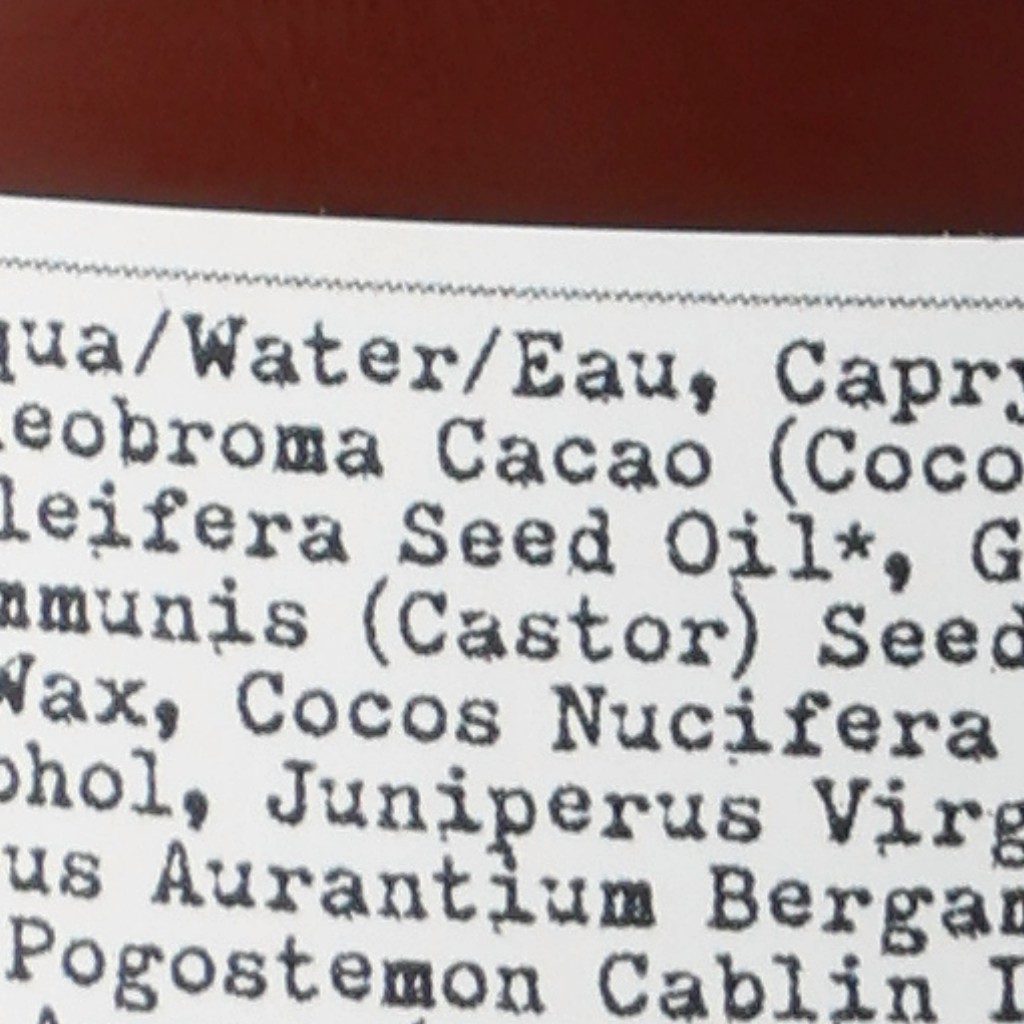 qua/Water/Eau, Capry
eobroma Cacao (Coco
leifera Seed Oil*, G
mmunis (Castor) Seed
Wax, Cocos Nucifera
ohol, Juniperus Virg
us Aurantium Bergam
Pogostemon Cablin